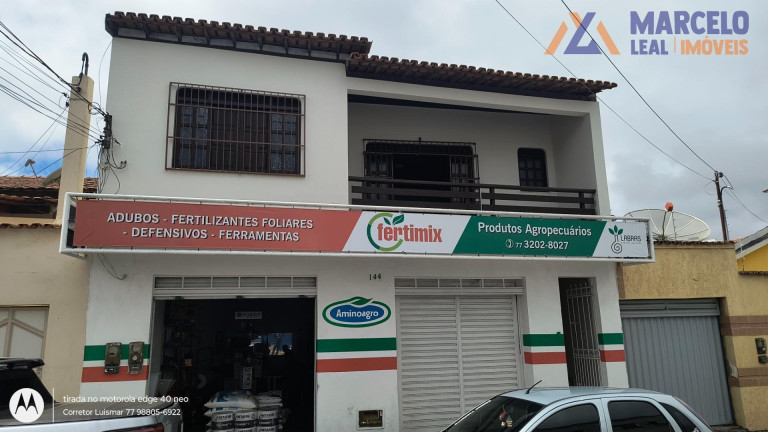 MARCELO
LEAL | IMÓVEIS
ADUBOS - FERTILIZANTES FOLIARES
- DEFENSIVOS - FERRAMENTAS
fertimix
Produtos Agropecuários
77 3202-8027
LABRAS
144
Aminoagro
tirada no motorola edge 40 neo
Corretor Luismar 77 98805-6922